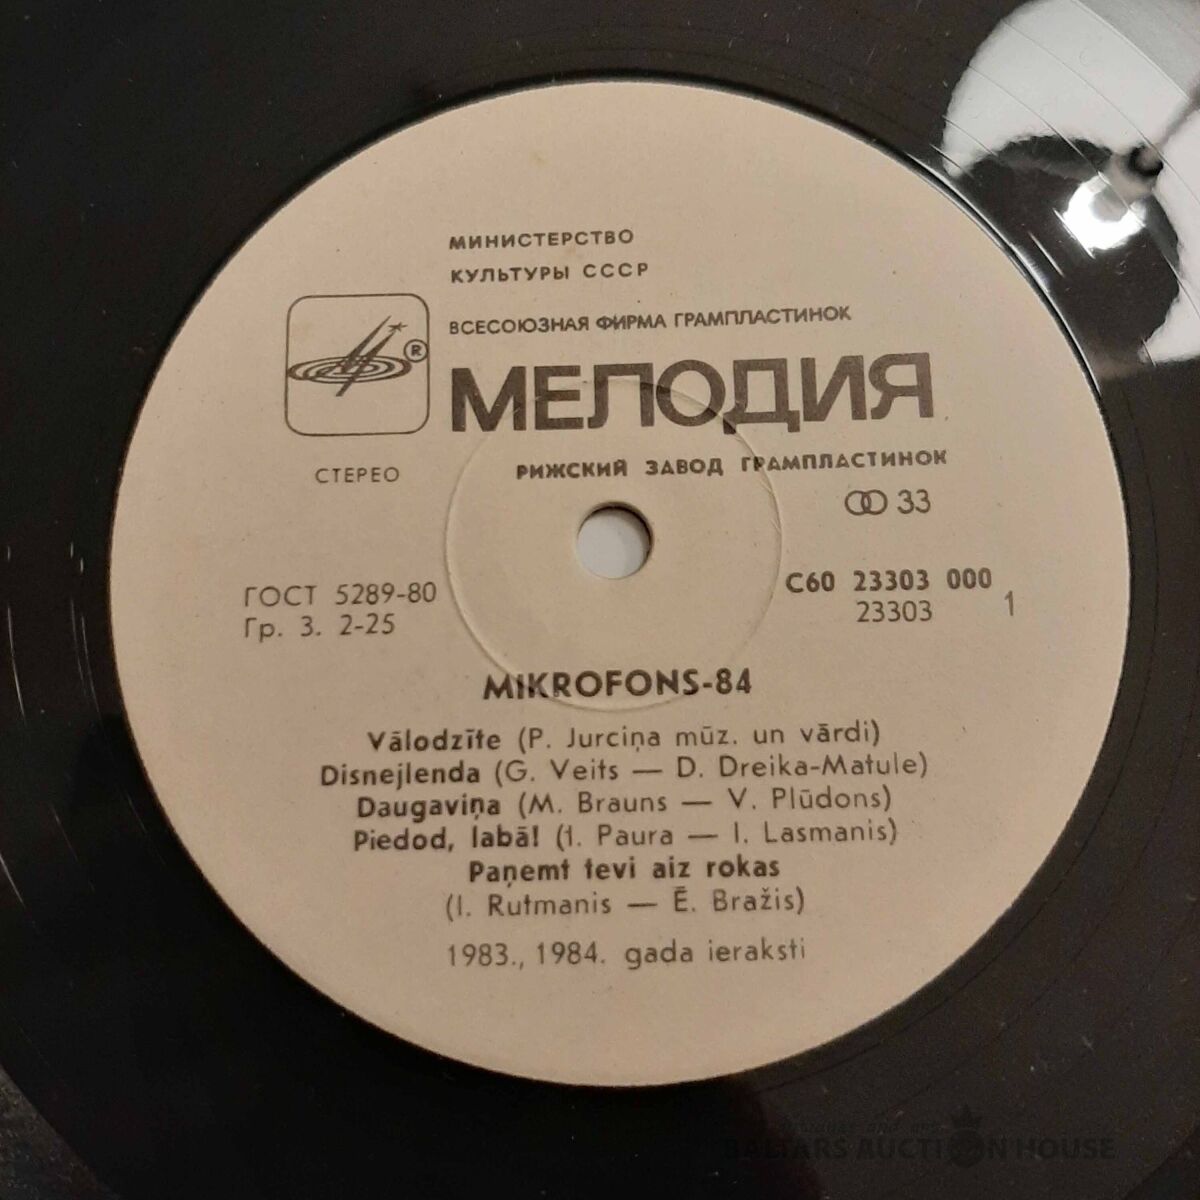 МИНИСТЕРСТВО
КУЛЬТУРЫ СССР
ВСЕСОЮЗНАЯ ФИРМА ГРАМПЛАСТИНОК
®
МЕЛОДИЯ
СТЕРЕО
РИЖСКИЙ ЗАВОД ГРАМПЛАСТИНОК
33
ГОСТ 5289-80
Гр. 3. 2-25
С60 23303 000
23303 1
MIKROFONS-84
Vālodzīte (P. Jurciņa mūz. un vārdi)
Disnejlenda (G. Veits — D. Dreika-Matule)
Daugaviņa (M. Brauns — V. Plūdons)
Piedod, labā! (I. Paura — I. Lasmanis)
Paņemt tevi aiz rokas
(I. Rutmanis — Ē. Bražis)
1983., 1984. gada ieraksti
BALTARS AUCTION HOUSE